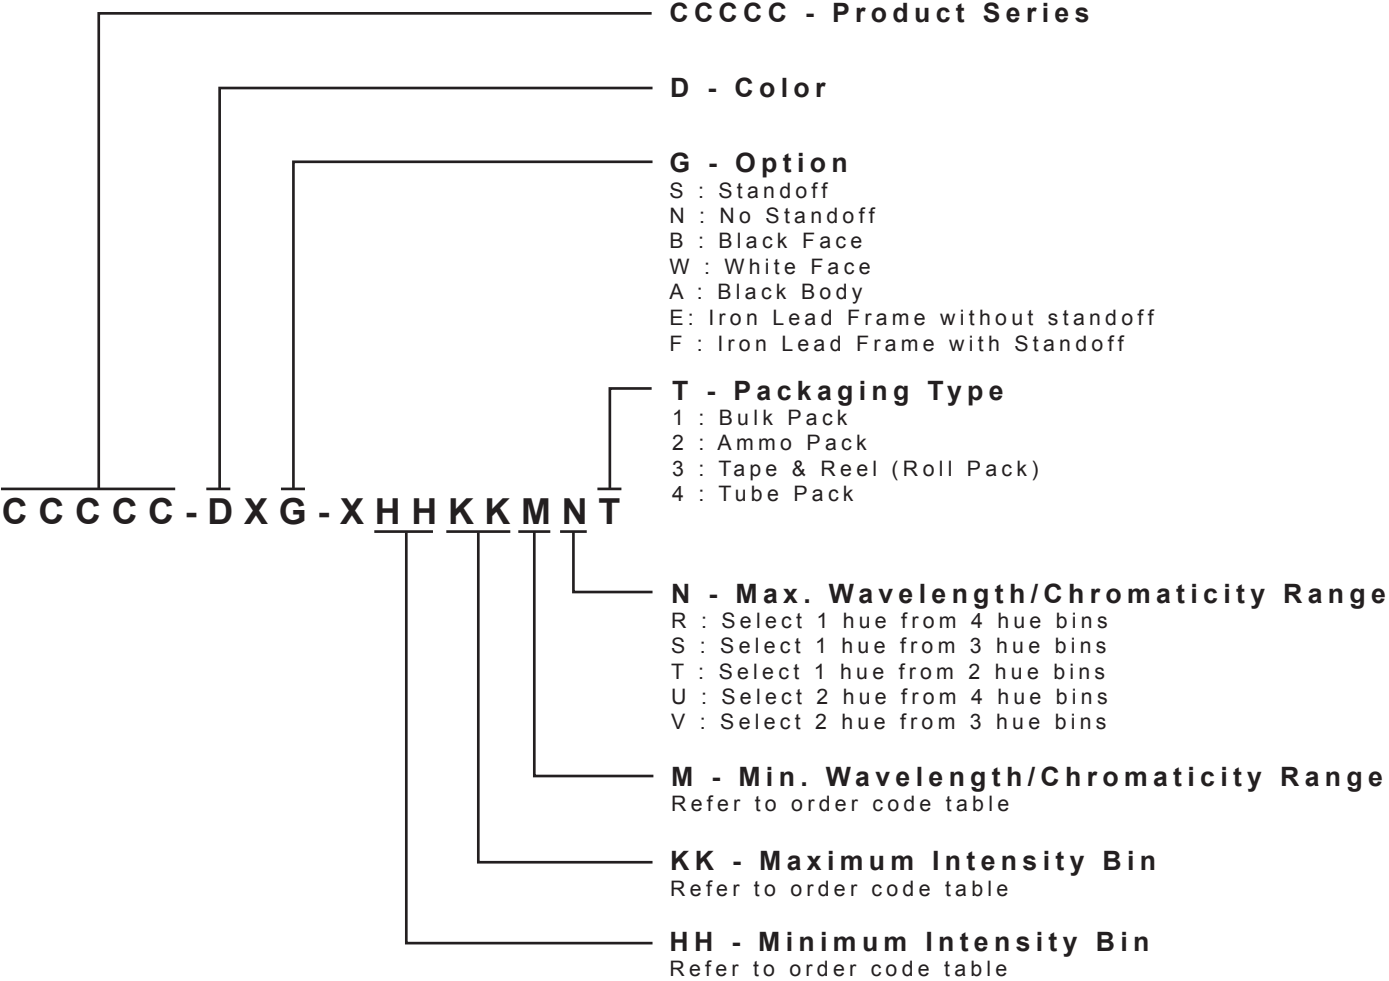 CCCCC - Product Series
D - Color
G - Option
S : Standoff
N : No Standoff
B : Black Face
W : White Face
A : Black Body
E: Iron Lead Frame without standoff
F : Iron Lead Frame with Standoff
T - Packaging Type
1 : Bulk Pack
2 : Ammo Pack
3 : Tape & Reel (Roll Pack)
4 : Tube Pack
CCCCC-DXG-XHHKKMNT
N - Max. Wavelength/Chromaticity Range
R : Select 1 hue from 4 hue bins
S : Select 1 hue from 3 hue bins
T : Select 1 hue from 2 hue bins
U : Select 2 hue from 4 hue bins
V : Select 2 hue from 3 hue bins
M - Min. Wavelength/Chromaticity Range
Refer to order code table
KK - Maximum Intensity Bin
Refer to order code table
HH - Minimum Intensity Bin
Refer to order code table